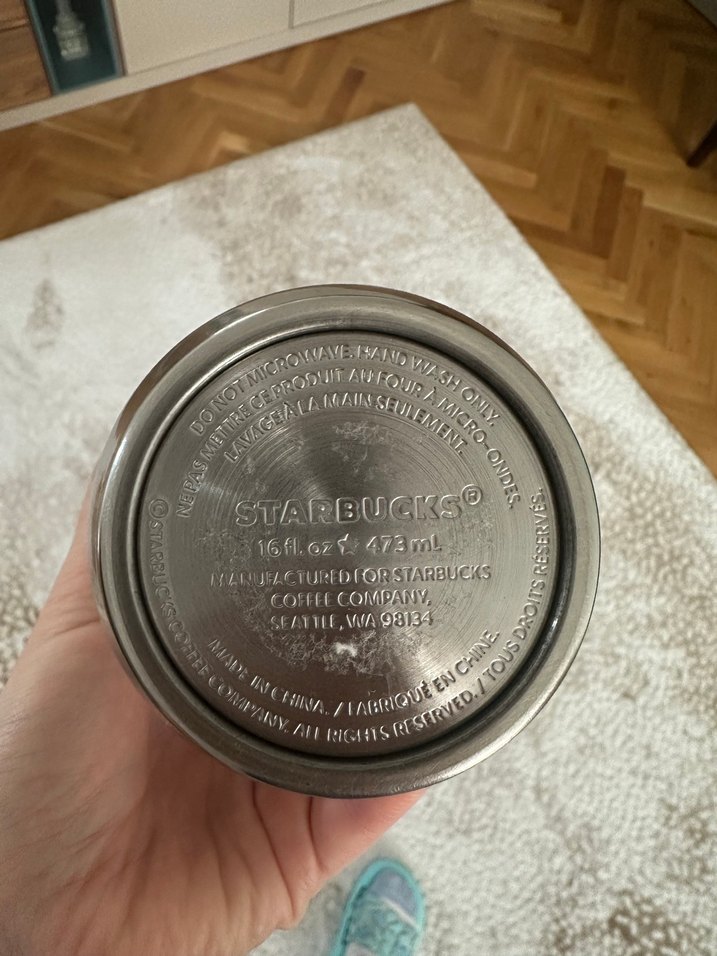 DO NOT MICROWAVE. HAND WASH ONLY.
NE PAS METTRE CE PRODUIT AU FOUR À MICRO-ONDES.
LAVAGE À LA MAIN SEULEMENT.
STARBUCKS®
16 fl. oz ☆ 473 mL
MANUFACTURED FOR STARBUCKS
COFFEE COMPANY,
SEATTLE, WA 98134
MADE IN CHINA. / FABRIQUÉ EN CHINE.
©STARBUCKS COFFEE COMPANY. ALL RIGHTS RESERVED. / TOUS DROITS RÉSERVÉS.